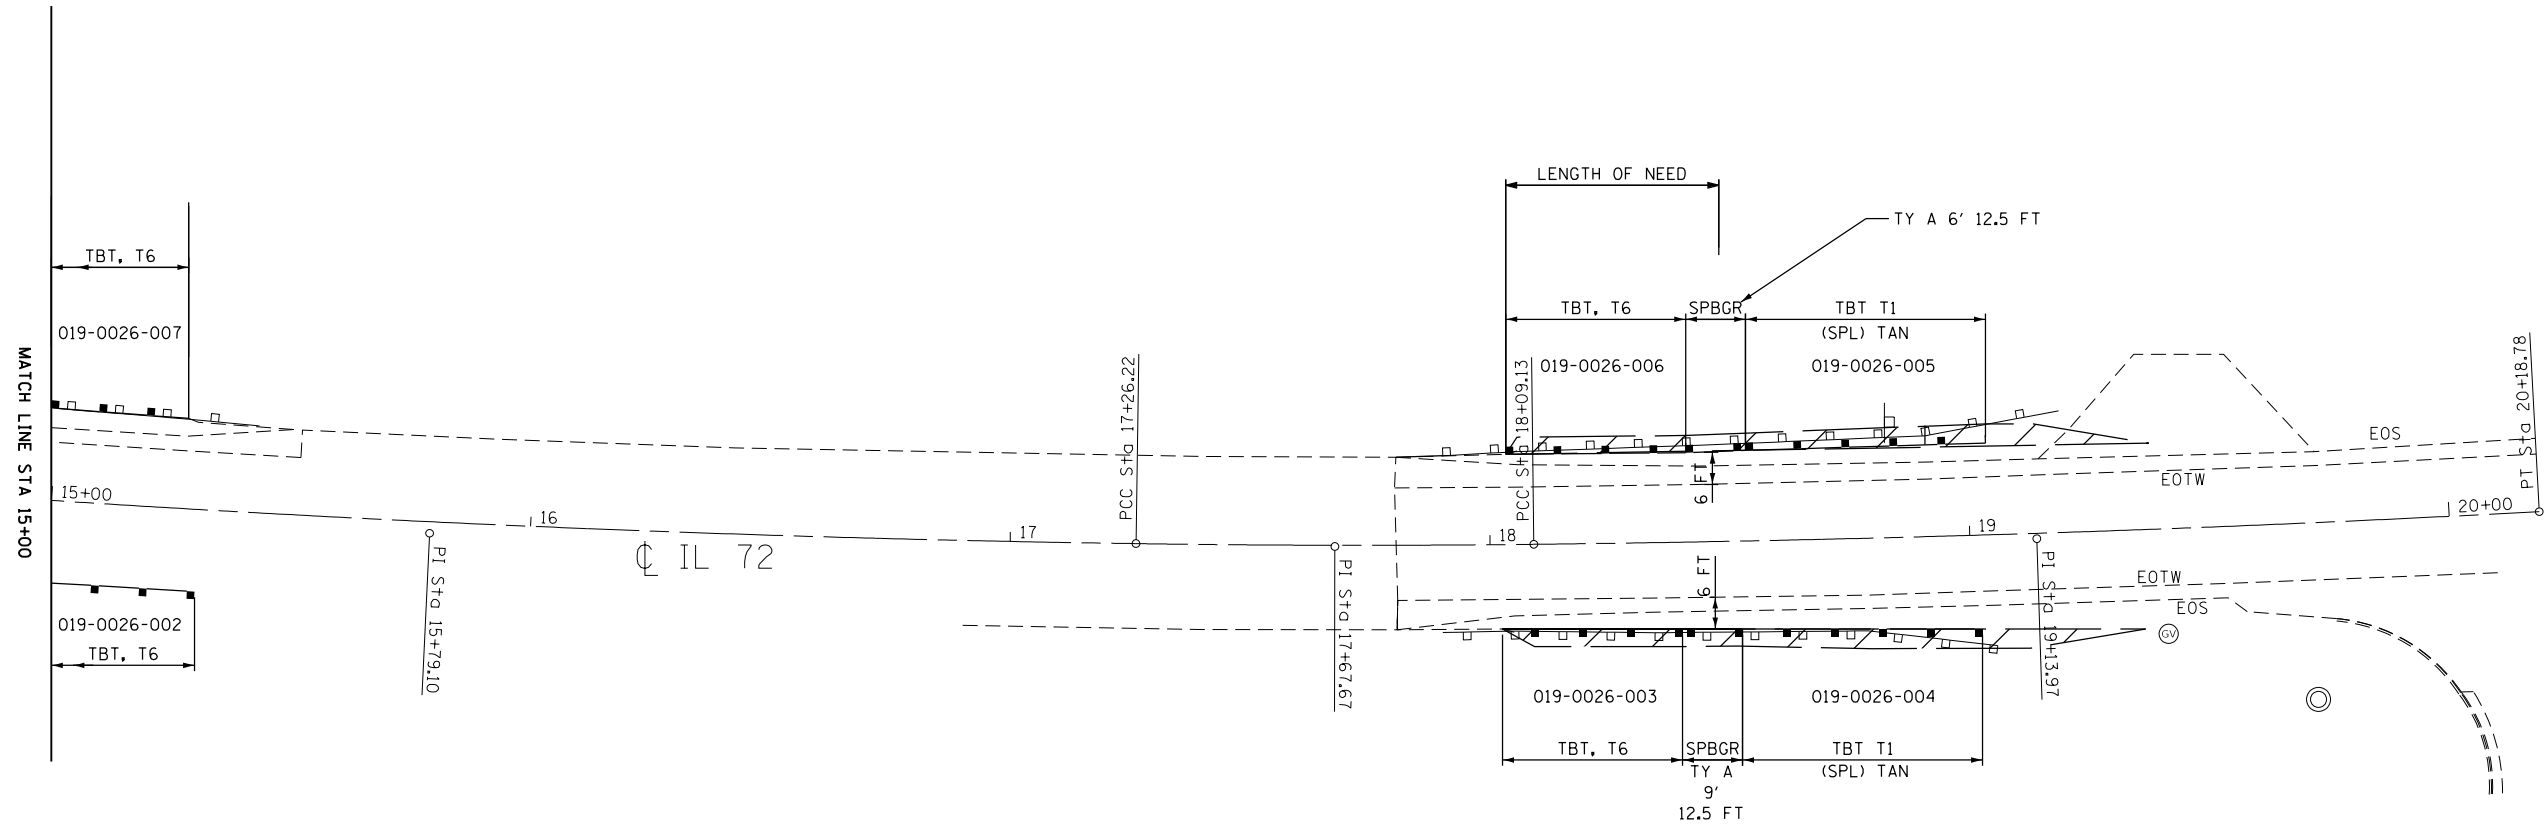 LENGTH OF NEED
TY A 6' 12.5 FT
TBT, T6
019-0026-007
TBT, T6
SPBGR
TBT T1
(SPL) TAN
019-0026-006
019-0026-005
MATCH LINE STA 15+00
PCC Sta 17+26.22
PCC Sta 18+09.13
PT Sta 20+18.78
EOS
EOTW
6 FT
15+00
16
17
18
19
20+00
℄ IL 72
PI Sta 15+79.10
PI Sta 17+67.67
PI Sta 19+13.97
6 FT
EOTW
EOS
GV
019-0026-002
TBT, T6
019-0026-003
019-0026-004
TBT, T6
SPBGR
TY A
9'
12.5 FT
TBT T1
(SPL) TAN